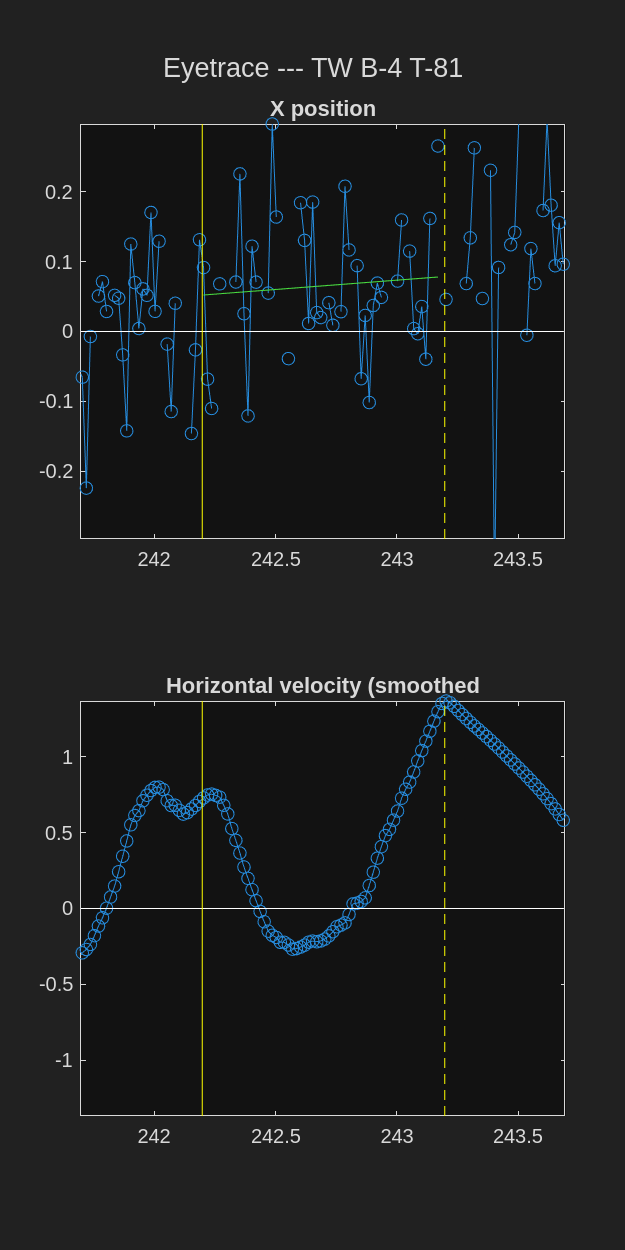 Eyetrace --- TW B-4 T-81
X position
0.2
0.1
0
-0.1
-0.2
242 242.5 243 243.5
Horizontal velocity (smoothed
1
0.5
0
-0.5
-1
242 242.5 243 243.5